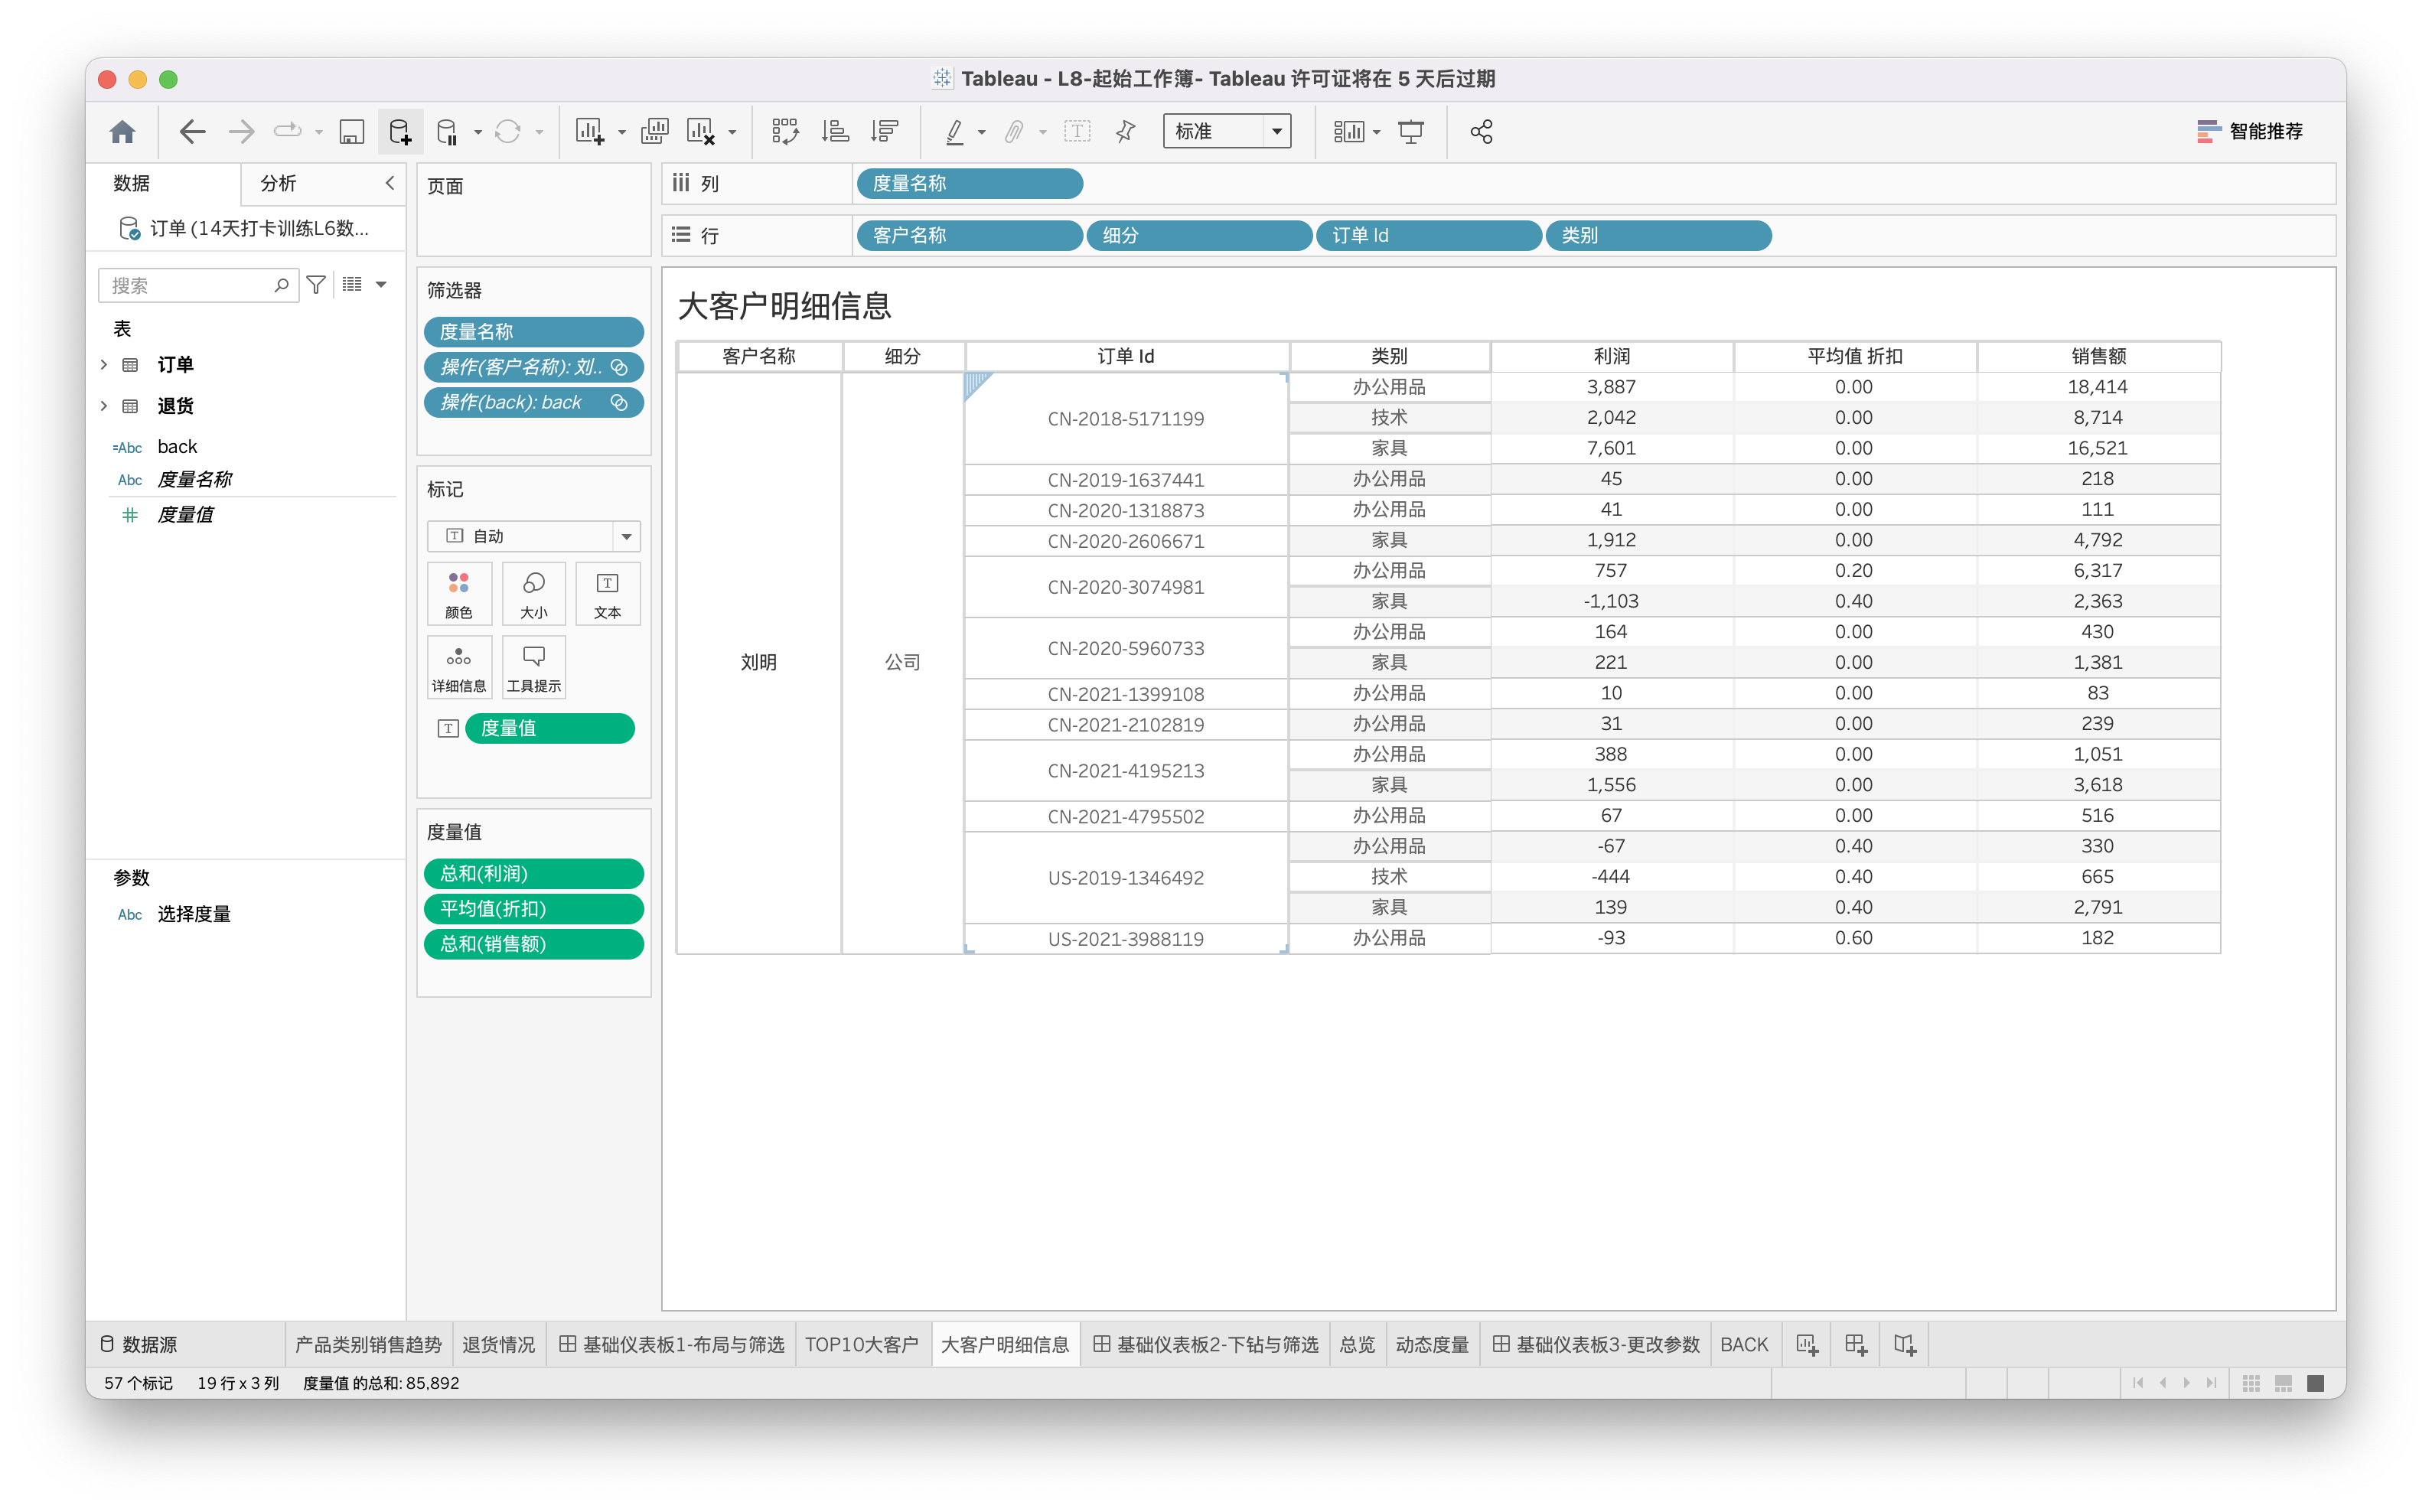 Tableau - L8-起始工作簿- Tableau 许可证将在 5 天后过期
标准
智能推荐
数据
分析
订单 (14天打卡训练L6数...
搜索
表
订单
退货
=Abc back
Abc 度量名称
度量值
参数
Abc 选择度量
页面
筛选器
度量名称
操作(客户名称): 刘..
操作(back): back
标记
自动
颜色 大小 文本
详细信息 工具提示
度量值
度量值
总和(利润)
平均值(折扣)
总和(销售额)
列 度量名称
行 客户名称 细分 订单 Id 类别
大客户明细信息
客户名称 细分 订单 Id 类别 利润 平均值 折扣 销售额
刘明 公司 CN-2018-5171199 办公用品 3,887 0.00 18,414
技术 2,042 0.00 8,714
家具 7,601 0.00 16,521
CN-2019-1637441 办公用品 45 0.00 218
CN-2020-1318873 办公用品 41 0.00 111
CN-2020-2606671 家具 1,912 0.00 4,792
CN-2020-3074981 办公用品 757 0.20 6,317
家具 -1,103 0.40 2,363
CN-2020-5960733 办公用品 164 0.00 430
家具 221 0.00 1,381
CN-2021-1399108 办公用品 10 0.00 83
CN-2021-2102819 办公用品 31 0.00 239
CN-2021-4195213 办公用品 388 0.00 1,051
家具 1,556 0.00 3,618
CN-2021-4795502 办公用品 67 0.00 516
US-2019-1346492 办公用品 -67 0.40 330
技术 -444 0.40 665
家具 139 0.40 2,791
US-2021-3988119 办公用品 -93 0.60 182
数据源 产品类别销售趋势 退货情况 基础仪表板1-布局与筛选 TOP10大客户 大客户明细信息 基础仪表板2-下钻与筛选 总览 动态度量 基础仪表板3-更改参数 BACK
57 个标记 19 行 x 3 列 度量值 的总和: 85,892